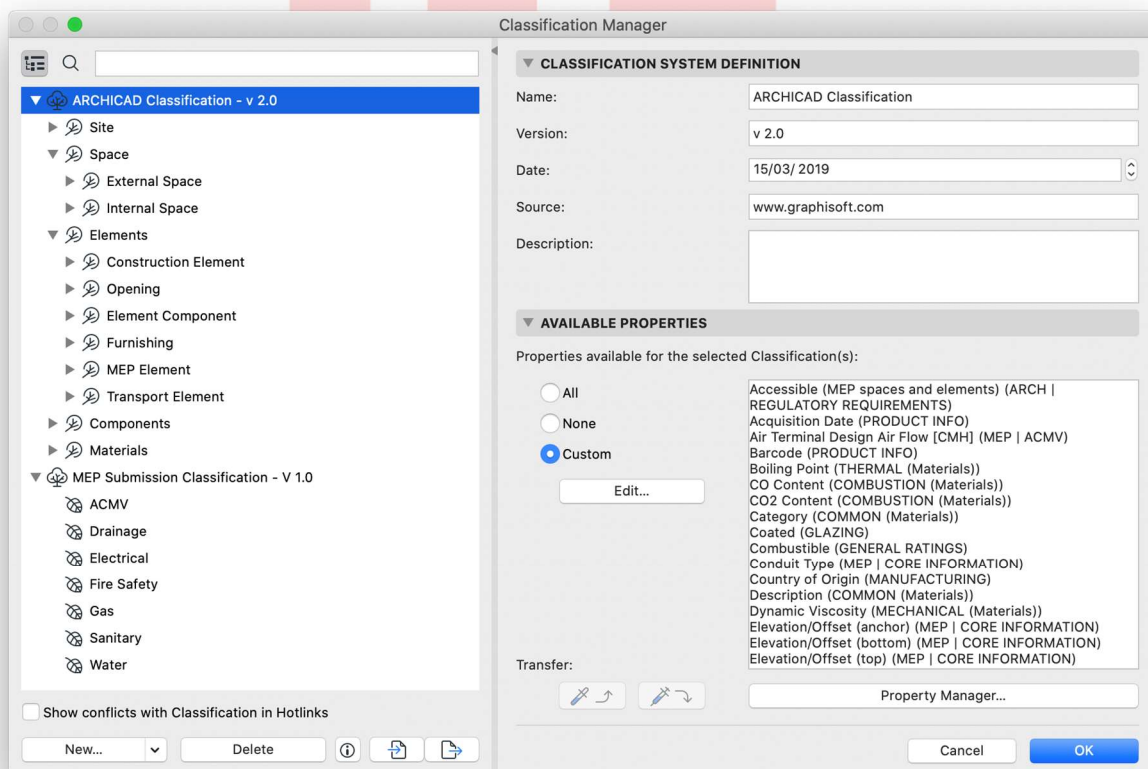 Classification Manager
ARCHICAD Classification - v 2.0
Site
Space
External Space
Internal Space
Elements
Construction Element
Opening
Element Component
Furnishing
MEP Element
Transport Element
Components
Materials
MEP Submission Classification - V 1.0
ACMV
Drainage
Electrical
Fire Safety
Gas
Sanitary
Water
Show conflicts with Classification in Hotlinks
New...
Delete
CLASSIFICATION SYSTEM DEFINITION
Name: ARCHICAD Classification
Version: v 2.0
Date: 15/03/ 2019
Source: www.graphisoft.com
Description:
AVAILABLE PROPERTIES
Properties available for the selected Classification(s):
All
None
Custom
Edit...
Accessible (MEP spaces and elements) (ARCH |
REGULATORY REQUIREMENTS)
Acquisition Date (PRODUCT INFO)
Air Terminal Design Air Flow [CMH] (MEP | ACMV)
Barcode (PRODUCT INFO)
Boiling Point (THERMAL (Materials))
CO Content (COMBUSTION (Materials))
CO2 Content (COMBUSTION (Materials))
Category (COMMON (Materials))
Coated (GLAZING)
Combustible (GENERAL RATINGS)
Conduit Type (MEP | CORE INFORMATION)
Country of Origin (MANUFACTURING)
Description (COMMON (Materials))
Dynamic Viscosity (MECHANICAL (Materials))
Elevation/Offset (anchor) (MEP | CORE INFORMATION)
Elevation/Offset (bottom) (MEP | CORE INFORMATION)
Elevation/Offset (top) (MEP | CORE INFORMATION)
Transfer:
Property Manager...
Cancel
OK